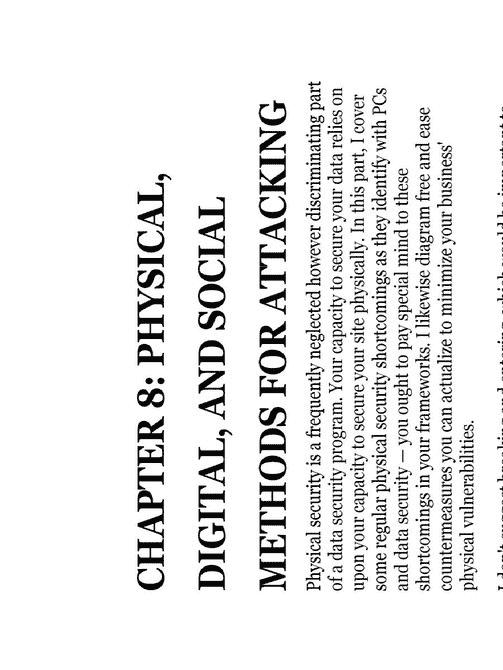 CHAPTER 8: PHYSICAL,
DIGITAL, AND SOCIAL
METHODS FOR ATTACKING
Physical security is a frequently neglected however discriminating part
of a data security program. Your capacity to secure your data relies on
upon your capacity to secure your site physically. In this part, I cover
some regular physical security shortcomings as they identify with PCs
and data security — you ought to pay special mind to these
shortcomings in your frameworks. I likewise diagram free and ease
countermeasures you can actualize to minimize your business'
physical vulnerabilities.